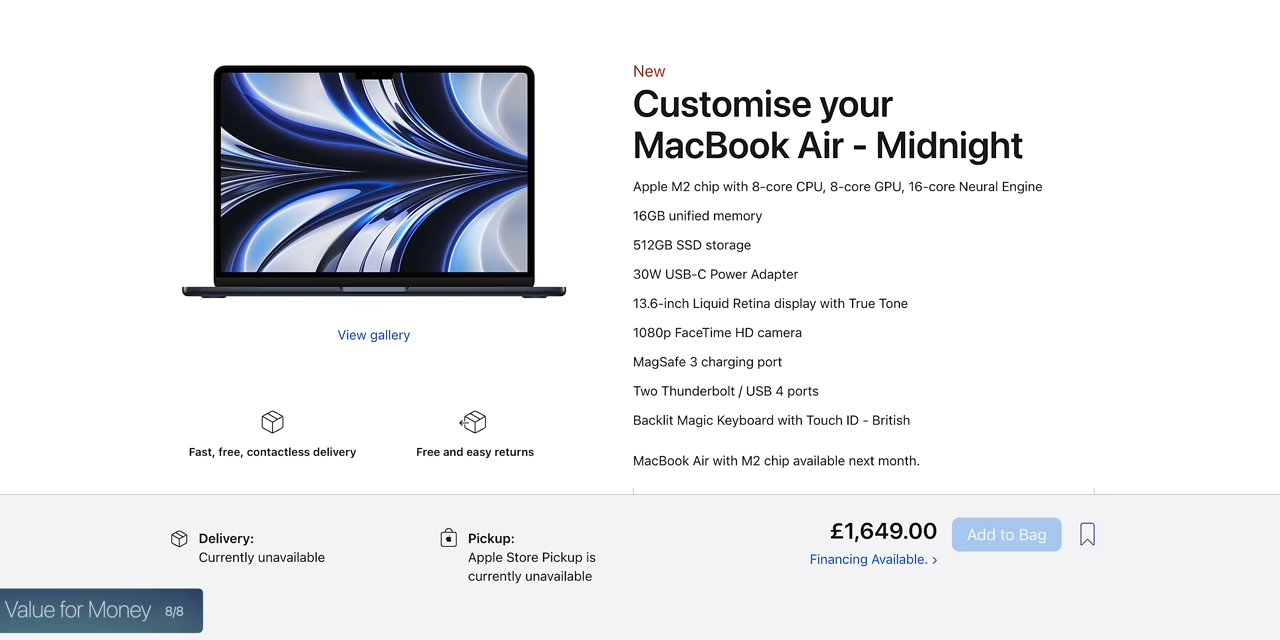 New
Customise your
MacBook Air - Midnight
Apple M2 chip with 8-core CPU, 8-core GPU, 16-core Neural Engine
16GB unified memory
512GB SSD storage
30W USB-C Power Adapter
13.6-inch Liquid Retina display with True Tone
1080p FaceTime HD camera
MagSafe 3 charging port
Two Thunderbolt / USB 4 ports
Backlit Magic Keyboard with Touch ID - British
MacBook Air with M2 chip available next month.
View gallery
Fast, free, contactless delivery
Free and easy returns
Delivery:
Currently unavailable
Pickup:
Apple Store Pickup is
currently unavailable
£1,649.00
Financing Available. >
Add to Bag
Value for Money 8/8